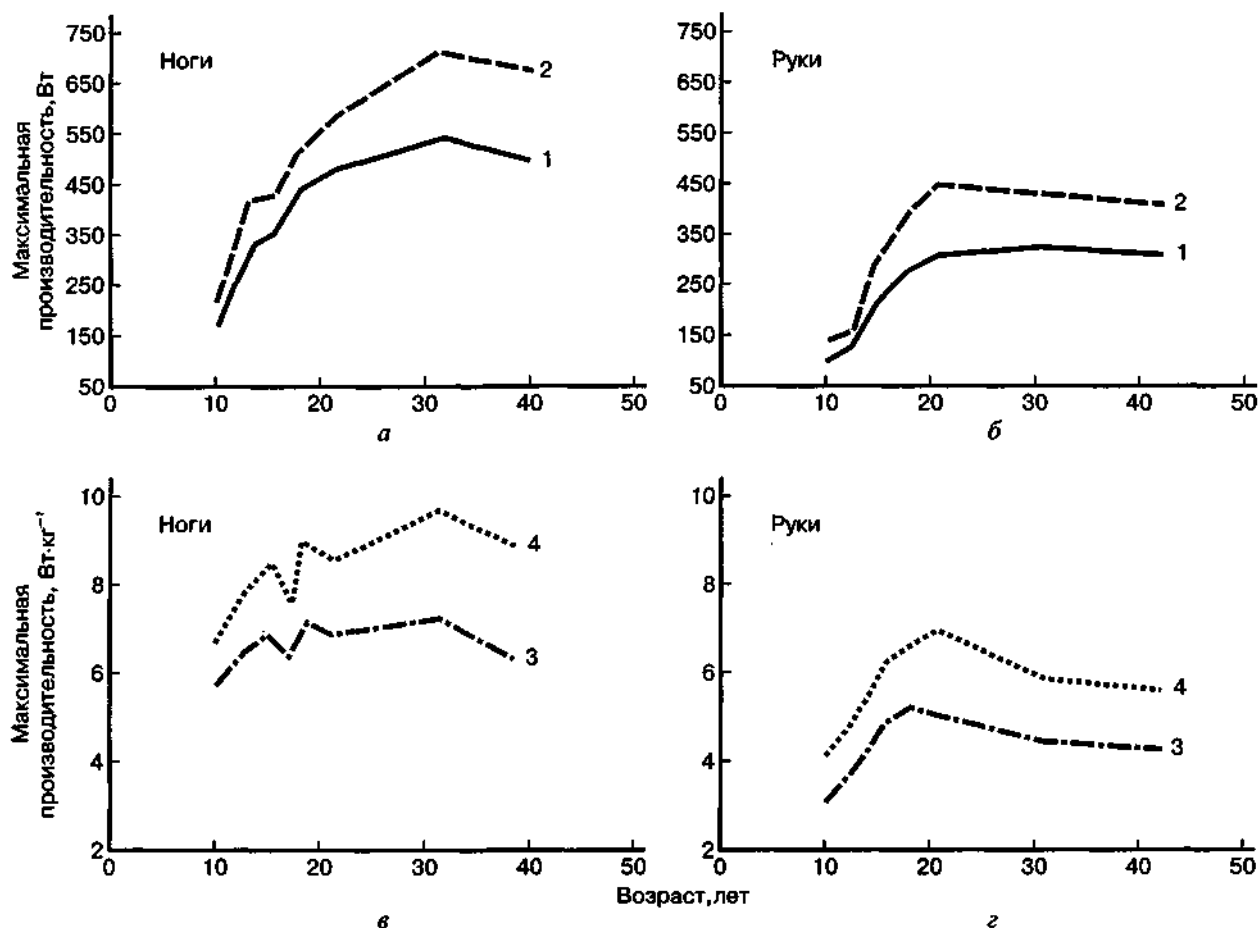 Максимальная
производительность, Вт
750
650
550
450
350
250
150
50
Ноги
2
1
0 10 20 30 40 50
а
750
650
550
450
350
250
150
50
Руки
2
1
0 10 20 30 40 50
б
Максимальная
производительность, Вт·кг⁻¹
10
8
6
4
2
Ноги
4
3
0 10 20 30 40 50
в
10
8
6
4
2
Руки
4
3
0 10 20 30 40 50
г
Возраст, лет